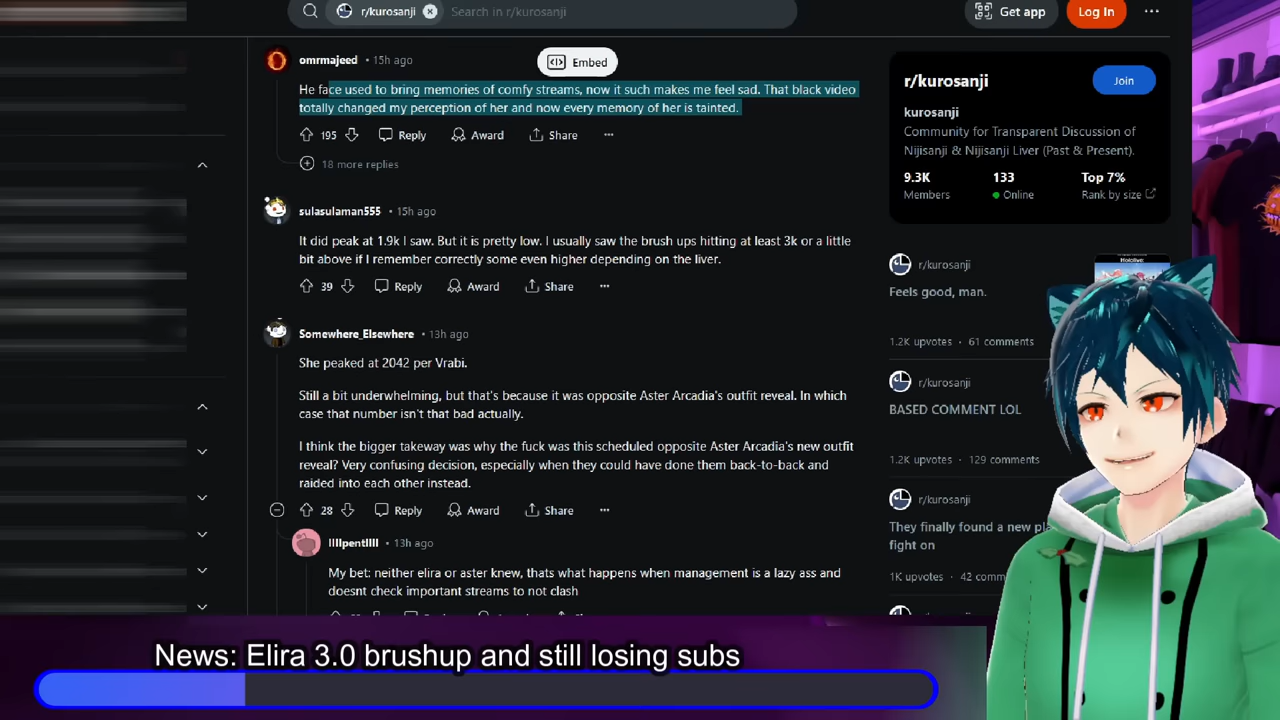 r/kurosanji
Search in r/kurosanji
Get app
Log In
omrmajeed • 15h ago
Embed
He face used to bring memories of comfy streams, now it such makes me feel sad. That black video
totally changed my perception of her and now every memory of her is tainted.
195 Reply Award Share
18 more replies
sulasulaman555 • 15h ago
It did peak at 1.9k I saw. But it is pretty low. I usually saw the brush ups hitting at least 3k or a little
bit above if I remember correctly some even higher depending on the liver.
39 Reply Award Share
Somewhere_Elsewhere • 13h ago
She peaked at 2042 per Vrabi.
Still a bit underwhelming, but that's because it was opposite Aster Arcadia's outfit reveal. In which
case that number isn't that bad actually.
I think the bigger takeway was why the fuck was this scheduled opposite Aster Arcadia's new outfit
reveal? Very confusing decision, especially when they could have done them back-to-back and
raided into each other instead.
28 Reply Award Share
• 13h ago
My bet: neither elira or aster knew, thats what happens when management is a lazy ass and
doesnt check important streams to not clash
r/kurosanji
Join
kurosanji
Community for Transparent Discussion of
Nijisanji & Nijisanji Liver (Past & Present).
9.3K 133 Top 7%
Members Online Rank by size
r/kurosanji
Feels good, man.
Hololive:
1.2K upvotes • 61 comments
r/kurosanji
BASED COMMENT LOL
1.2K upvotes • 129 comments
r/kurosanji
They finally found a new
fight on
1K upvotes • 42
News: Elira 3.0 brushup and still losing subs